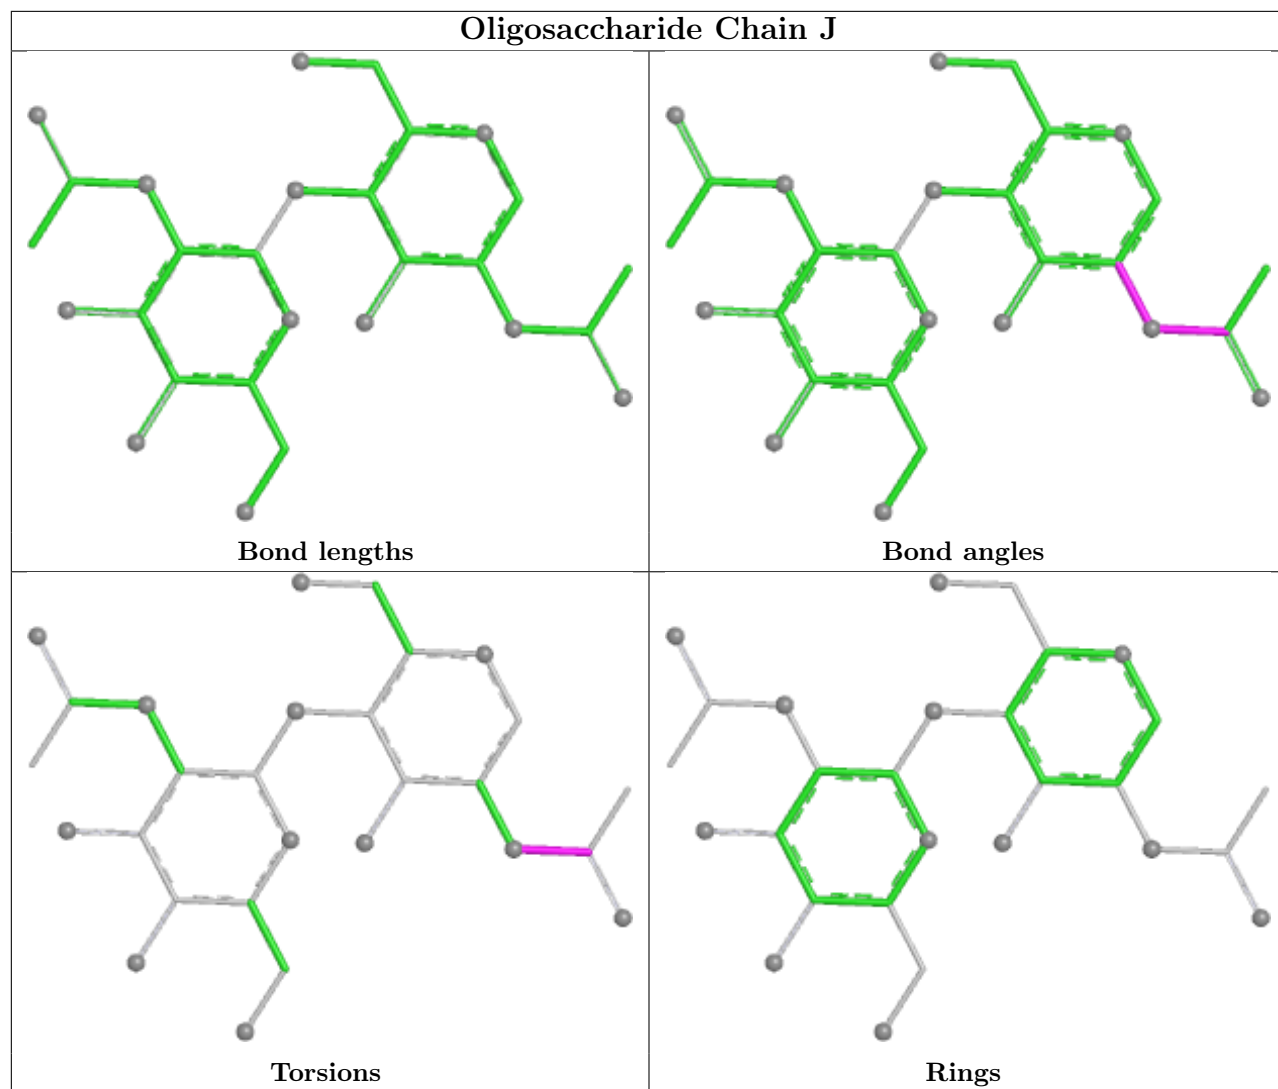 Oligosaccharide Chain J
Bond lengths
Bond angles
Torsions
Rings